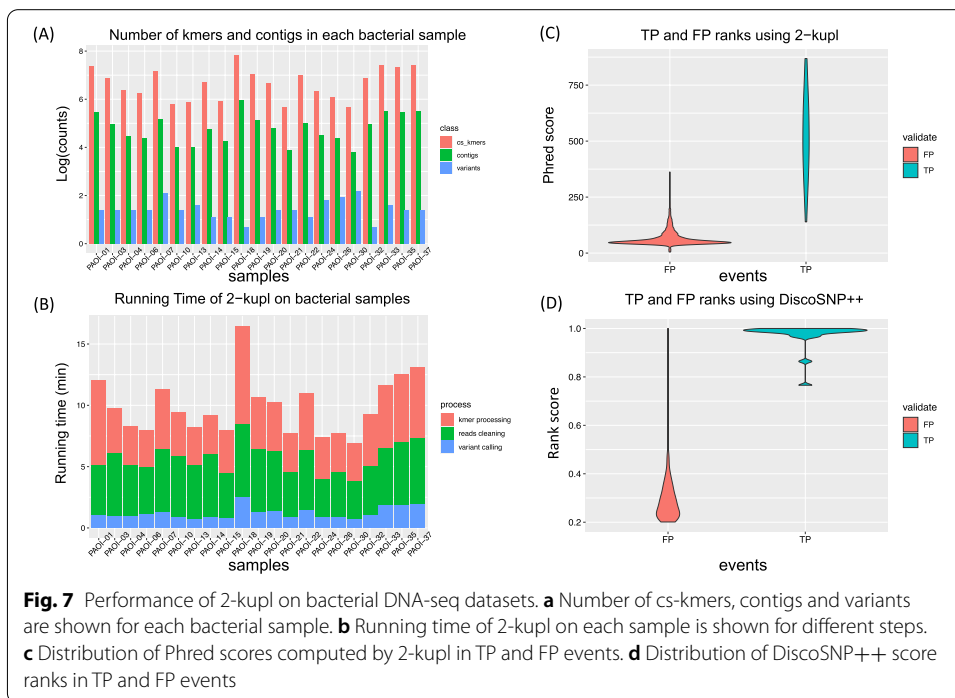 (A)
Number of kmers and contigs in each bacterial sample
Log(counts)
8
6
4
2
0
PAOI-01 PAOI-03 PAOI-04 PAOI-06 PAOI-07 PAOI-10 PAOI-13 PAOI-14 PAOI-15 PAOI-18 PAOI-19 PAOI-20 PAOI-21 PAOI-22 PAOI-24 PAOI-26 PAOI-30 PAOI-32 PAOI-33 PAOI-35 PAOI-37
samples
class
cs_kmers
contigs
variants
(B)
Running Time of 2-kupl on bacterial samples
Running time (min)
15
10
5
0
PAOI-01 PAOI-03 PAOI-04 PAOI-06 PAOI-07 PAOI-10 PAOI-13 PAOI-14 PAOI-15 PAOI-18 PAOI-19 PAOI-20 PAOI-21 PAOI-22 PAOI-24 PAOI-26 PAOI-30 PAOI-32 PAOI-33 PAOI-35 PAOI-37
samples
process
kmer processing
reads cleaning
variant calling
(C)
TP and FP ranks using 2-kupl
Phred score
750
500
250
0
FP TP
events
validate
FP
TP
(D)
TP and FP ranks using DiscoSNP++
Rank score
1.0
0.8
0.6
0.4
0.2
FP TP
events
validate
FP
TP
Fig. 7 Performance of 2-kupl on bacterial DNA-seq datasets. a Number of cs-kmers, contigs and variants
are shown for each bacterial sample. b Running time of 2-kupl on each sample is shown for different steps.
c Distribution of Phred scores computed by 2-kupl in TP and FP events. d Distribution of DiscoSNP++ score
ranks in TP and FP events